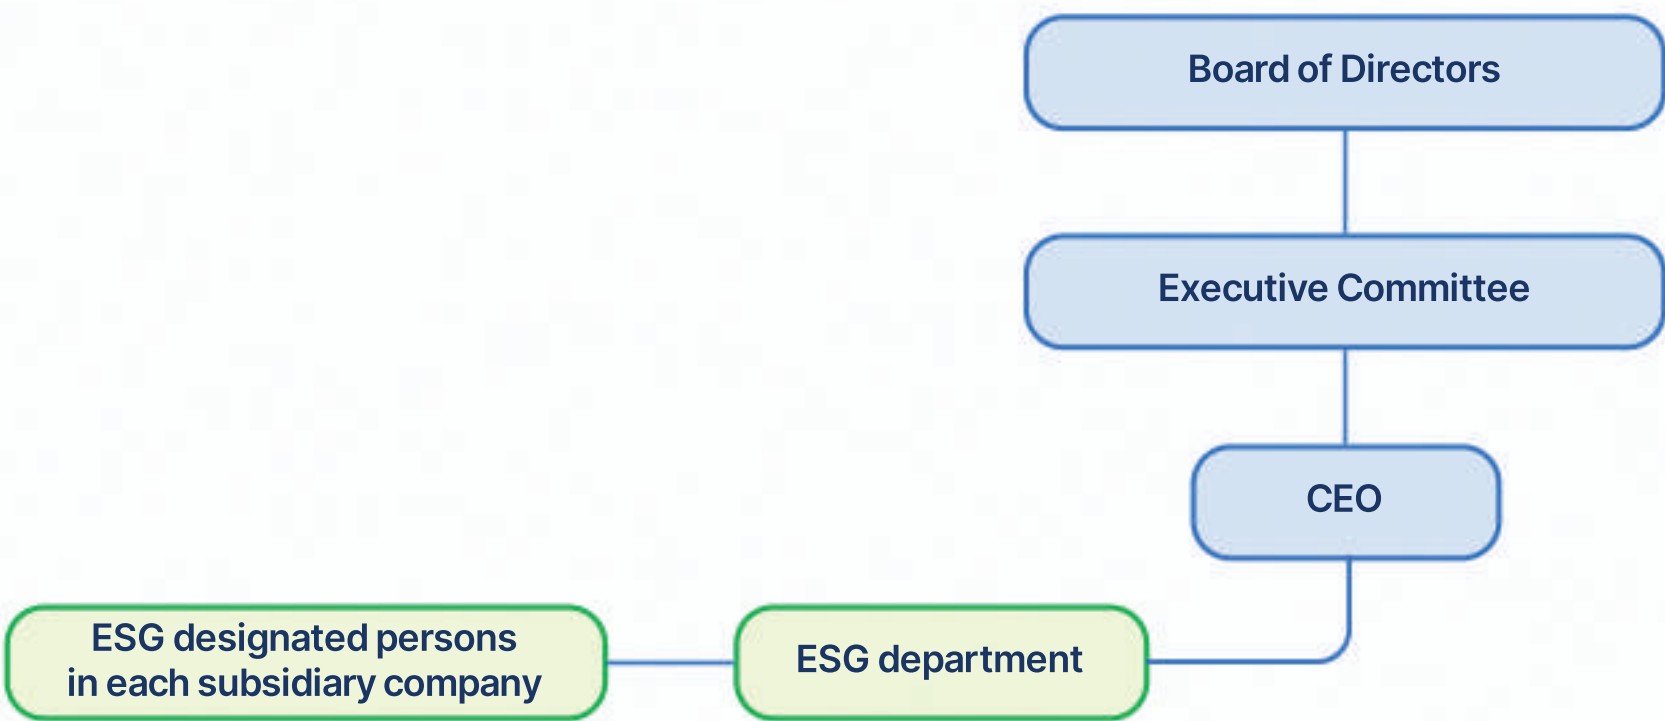 Board of Directors
Executive Committee
CEO
ESG designated persons
in each subsidiary company
ESG department